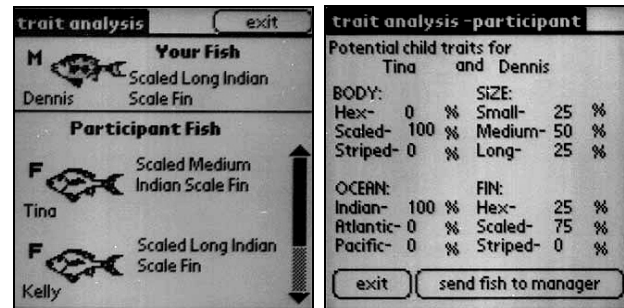 trait analysis exit
M Your Fish
Scaled Long Indian
Dennis Scale Fin
Participant Fish
F Scaled Medium
Indian Scale Fin
Tina
F Scaled Long Indian
Scale Fin
Kelly
trait analysis -participant
Potential child traits for
Tina and Dennis
BODY: SIZE:
Hex- 0 % Small- 25 %
Scaled- 100 % Medium- 50 %
Striped- 0 % Long- 25 %
OCEAN: FIN:
Indian- 100 % Hex- 25 %
Atlantic- 0 % Scaled- 75 %
Pacific- 0 % Striped- 0 %
exit send fish to manager